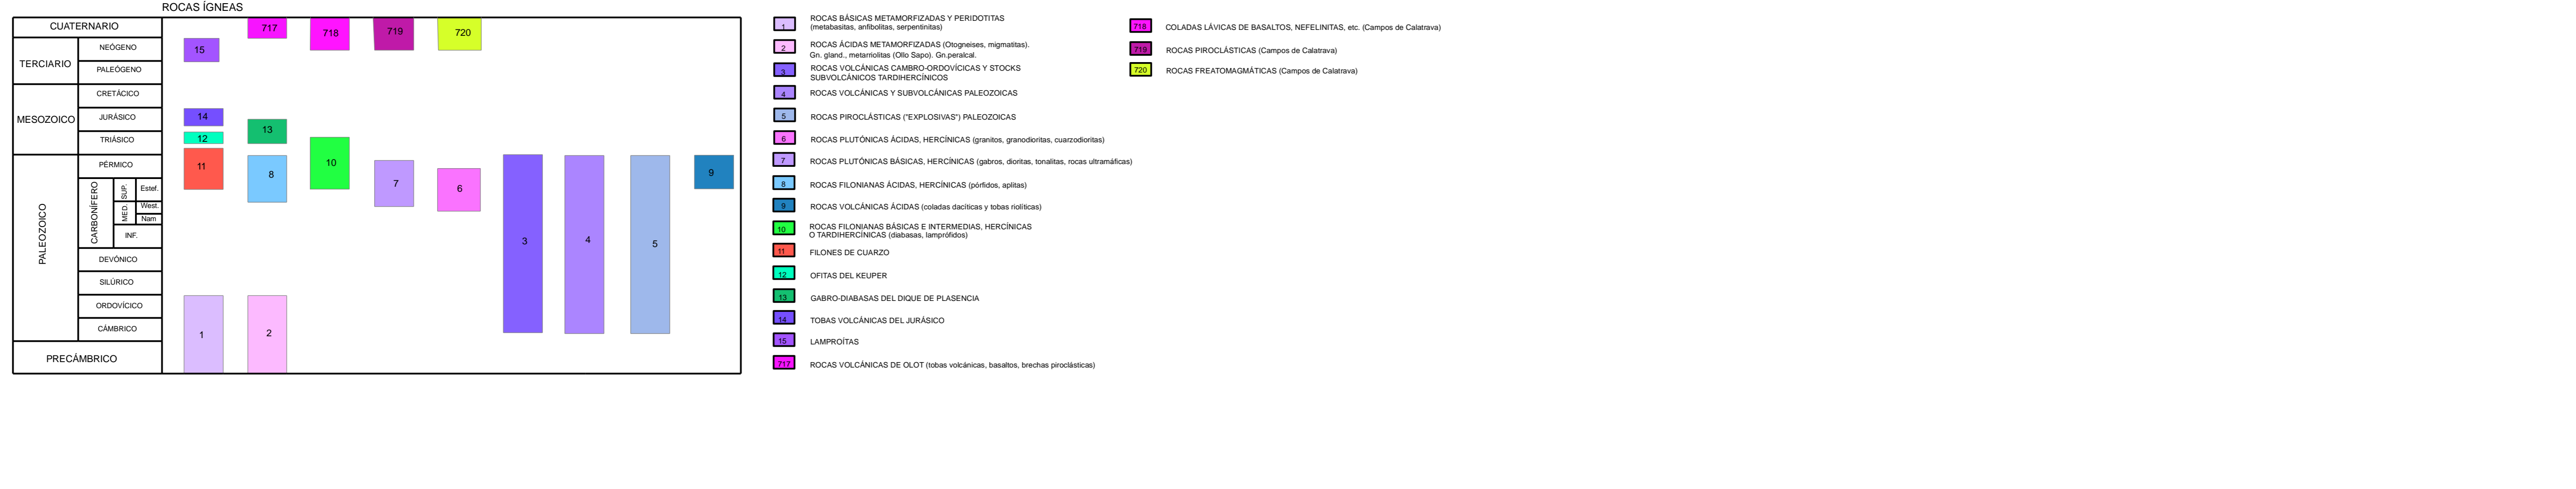 ROCAS ÍGNEAS
CUATERNARIO
TERCIARIO
NEÓGENO
PALEÓGENO
MESOZOICO
CRETÁCICO
JURÁSICO
TRIÁSICO
PALEOZOICO
PÉRMICO
CARBONÍFERO
SUP.
Estef.
MED.
West.
Nam
INF.
DEVÓNICO
SILÚRICO
ORDOVÍCICO
CÁMBRICO
PRECÁMBRICO
717
718
719
720
15
14
13
12
11
8
10
7
6
3
4
5
9
1
2
1 ROCAS BÁSICAS METAMORFIZADAS Y PERIDOTITAS
(metabasitas, anfibolitas, serpentinitas)
2 ROCAS ÁCIDAS METAMORFIZADAS (Otogneises, migmatitas).
Gn. gland., metarriolitas (Ollo Sapo). Gn.peralcal.
3 ROCAS VOLCÁNICAS CAMBRO-ORDOVÍCICAS Y STOCKS
SUBVOLCÁNICOS TARDIHERCÍNICOS
4 ROCAS VOLCÁNICAS Y SUBVOLCÁNICAS PALEOZOICAS
5 ROCAS PIROCLÁSTICAS ("EXPLOSIVAS") PALEOZOICAS
6 ROCAS PLUTÓNICAS ÁCIDAS, HERCÍNICAS (granitos, granodioritas, cuarzodioritas)
7 ROCAS PLUTÓNICAS BÁSICAS, HERCÍNICAS (gabros, dioritas, tonalitas, rocas ultramáficas)
8 ROCAS FILONIANAS ÁCIDAS, HERCÍNICAS (pórfidos, aplitas)
9 ROCAS VOLCÁNICAS ÁCIDAS (coladas dacíticas y tobas riolíticas)
10 ROCAS FILONIANAS BÁSICAS E INTERMEDIAS, HERCÍNICAS
O TARDIHERCÍNICAS (diabasas, lamprófidos)
11 FILONES DE CUARZO
12 OFITAS DEL KEUPER
13 GABRO-DIABASAS DEL DIQUE DE PLASENCIA
14 TOBAS VOLCÁNICAS DEL JURÁSICO
15 LAMPROÍTAS
717 ROCAS VOLCÁNICAS DE OLOT (tobas volcánicas, basaltos, brechas piroclásticas)
718 COLADAS LÁVICAS DE BASALTOS, NEFELINITAS, etc. (Campos de Calatrava)
719 ROCAS PIROCLÁSTICAS (Campos de Calatrava)
720 ROCAS FREATOMAGMÁTICAS (Campos de Calatrava)